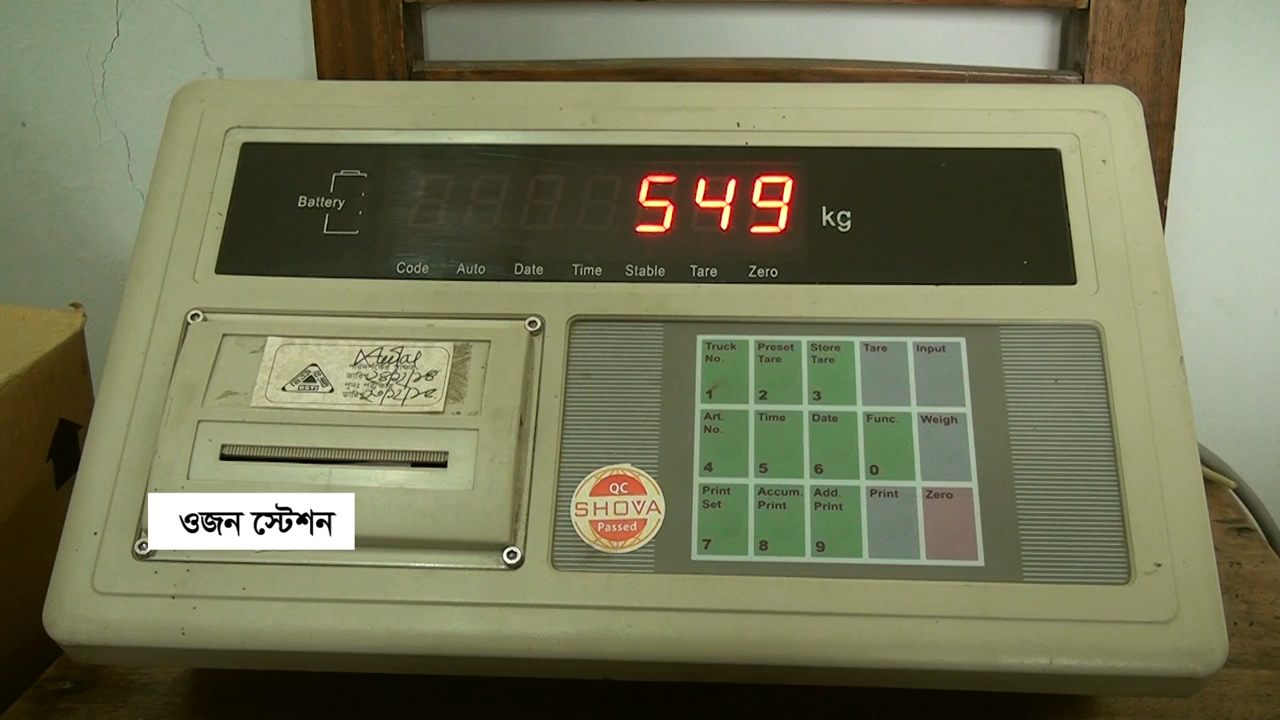 549 kg
Battery
Code Auto Date Time Stable Tare Zero
Truck No. 1
Preset Tare 2
Store Tare 3
Tare
Input
Art. No. 4
Time 5
Date 6
Func. 0
Weigh
Print Set 7
Accum. Print 8
Add. Print 9
Print
Zero
QC
SHOVA
Passed
ওজন স্টেশন